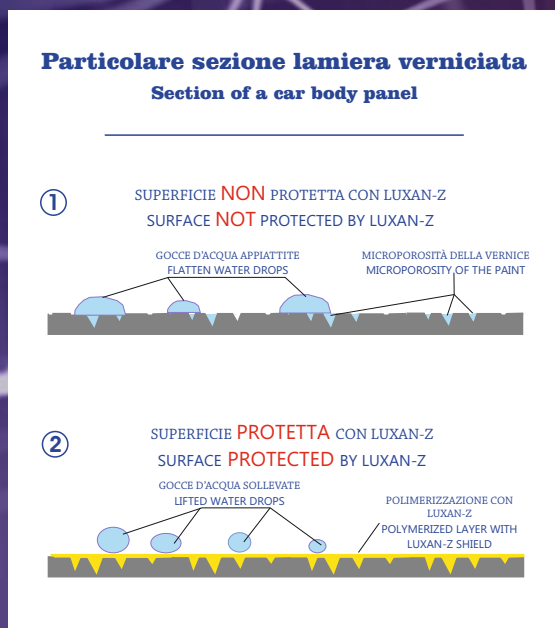 Particolare sezione lamiera verniciata
Section of a car body panel
1
SUPERFICIE NON PROTETTA CON LUXAN-Z
SURFACE NOT PROTECTED BY LUXAN-Z
GOCCE D'ACQUA APPIATTITE
FLATTEN WATER DROPS
MICROPOROSITÀ DELLA VERNICE
MICROPOROSITY OF THE PAINT
2
SUPERFICIE PROTETTA CON LUXAN-Z
SURFACE PROTECTED BY LUXAN-Z
GOCCE D'ACQUA SOLLEVATE
LIFTED WATER DROPS
POLIMERIZZAZIONE CON
LUXAN-Z
POLYMERIZED LAYER WITH
LUXAN-Z SHIELD